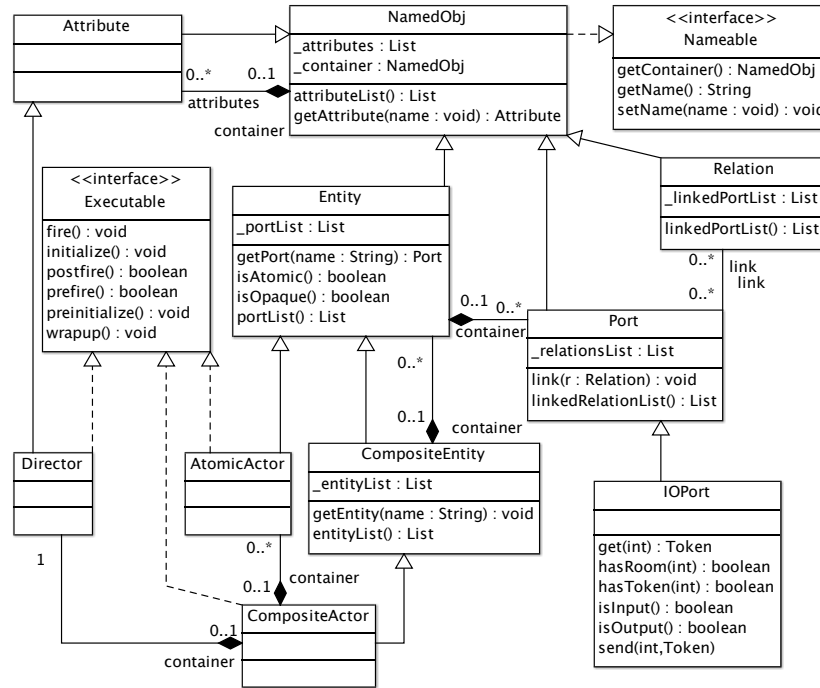 Attribute
0..*
0..1
attributes
container
NamedObj
_attributes : List
_container : NamedObj
attributeList() : List
getAttribute(name : void) : Attribute
<<interface>>
Nameable
getContainer() : NamedObj
getName() : String
setName(name : void) : void
<<interface>>
Executable
fire() : void
initialize() : void
postfire() : boolean
prefire() : boolean
preinitialize() : void
wrapup() : void
Entity
_portList : List
getPort(name : String) : Port
isAtomic() : boolean
isOpaque() : boolean
portList() : List
Relation
_linkedPortList : List
linkedPortList() : List
0..*
link
link
0..*
0..1
0..*
container
Port
_relationsList : List
link(r : Relation) : void
linkedRelationList() : List
0..*
0..1
container
Director
AtomicActor
CompositeEntity
_entityList : List
getEntity(name : String) : void
entityList() : List
IOPort
get(int) : Token
hasRoom(int) : boolean
hasToken(int) : boolean
isInput() : boolean
isOutput() : boolean
send(int,Token)
1
0..*
0..1
container
0..1
container
CompositeActor